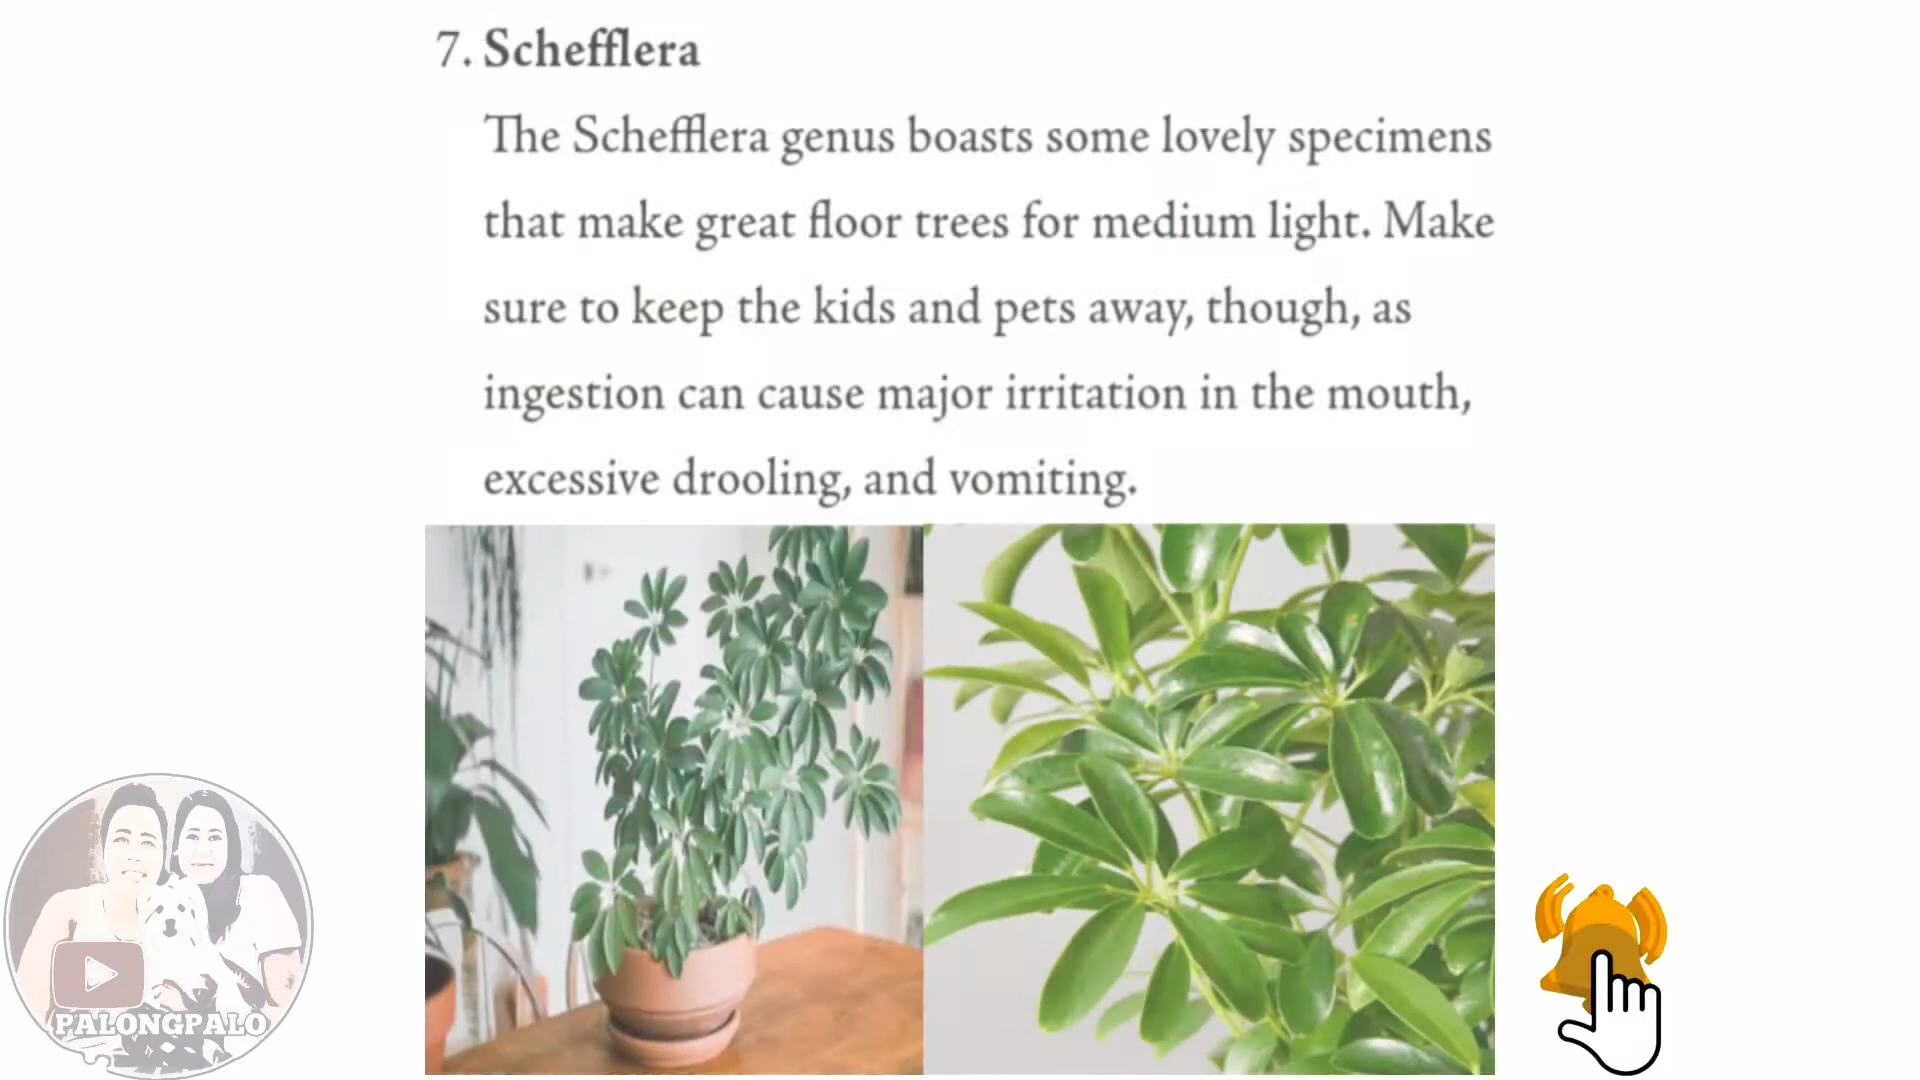 7. Schefflera
The Schefflera genus boasts some lovely specimens
that make great floor trees for medium light. Make
sure to keep the kids and pets away, though, as
ingestion can cause major irritation in the mouth,
excessive drooling, and vomiting.
PALONGPALO